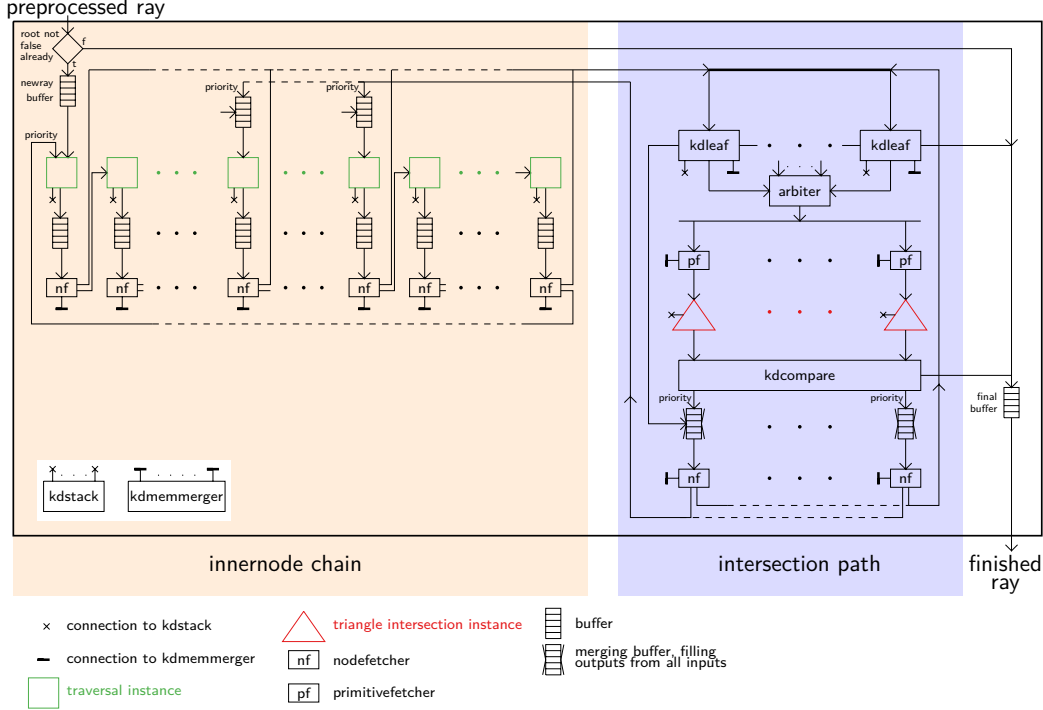 preprocessed ray
root not
false
already
f
t
newray
buffer
priority
priority
priority
kdleaf
kdleaf
arbiter
pf
pf
nf
nf
nf
nf
nf
nf
kdcompare
priority
priority
final
buffer
nf
nf
kdstack
kdmemmerger
innernode chain
intersection path
finished
ray
connection to kdstack
connection to kdmemmerger
traversal instance
triangle intersection instance
nf
nodefetcher
pf
primitivefetcher
buffer
merging buffer, filling
outputs from all inputs